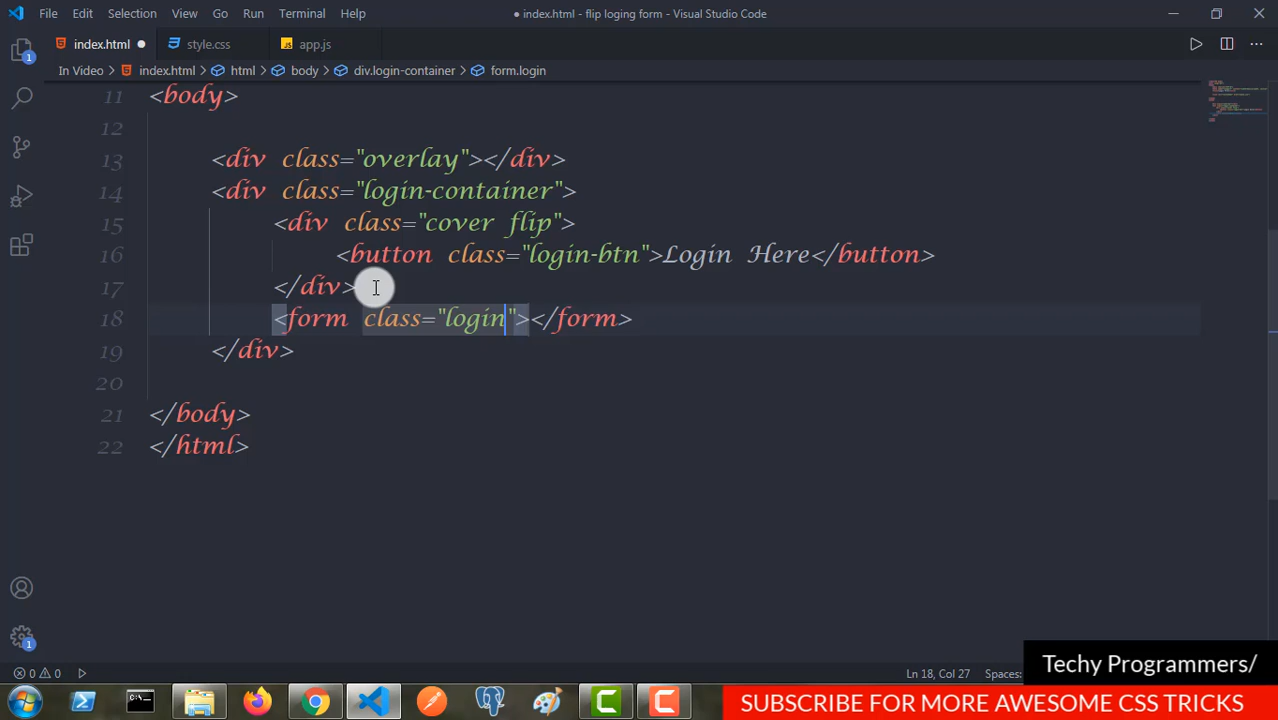 File Edit Selection View Go Run Terminal Help
● index.html - flip loging form - Visual Studio Code
index.html ● style.css app.js
In Video > index.html > html > body > div.login-container > form.login
11 <body>
12
13 <div class="overlay"></div>
14 <div class="login-container">
15 <div class="cover flip">
16 <button class="login-btn">Login Here</button>
17 </div>
18 <form class="login"></form>
19 </div>
20
21 </body>
22 </html>
1
1
0 0
Ln 18, Col 27 Spaces:
Techy Programmers/
SUBSCRIBE FOR MORE AWESOME CSS TRICKS